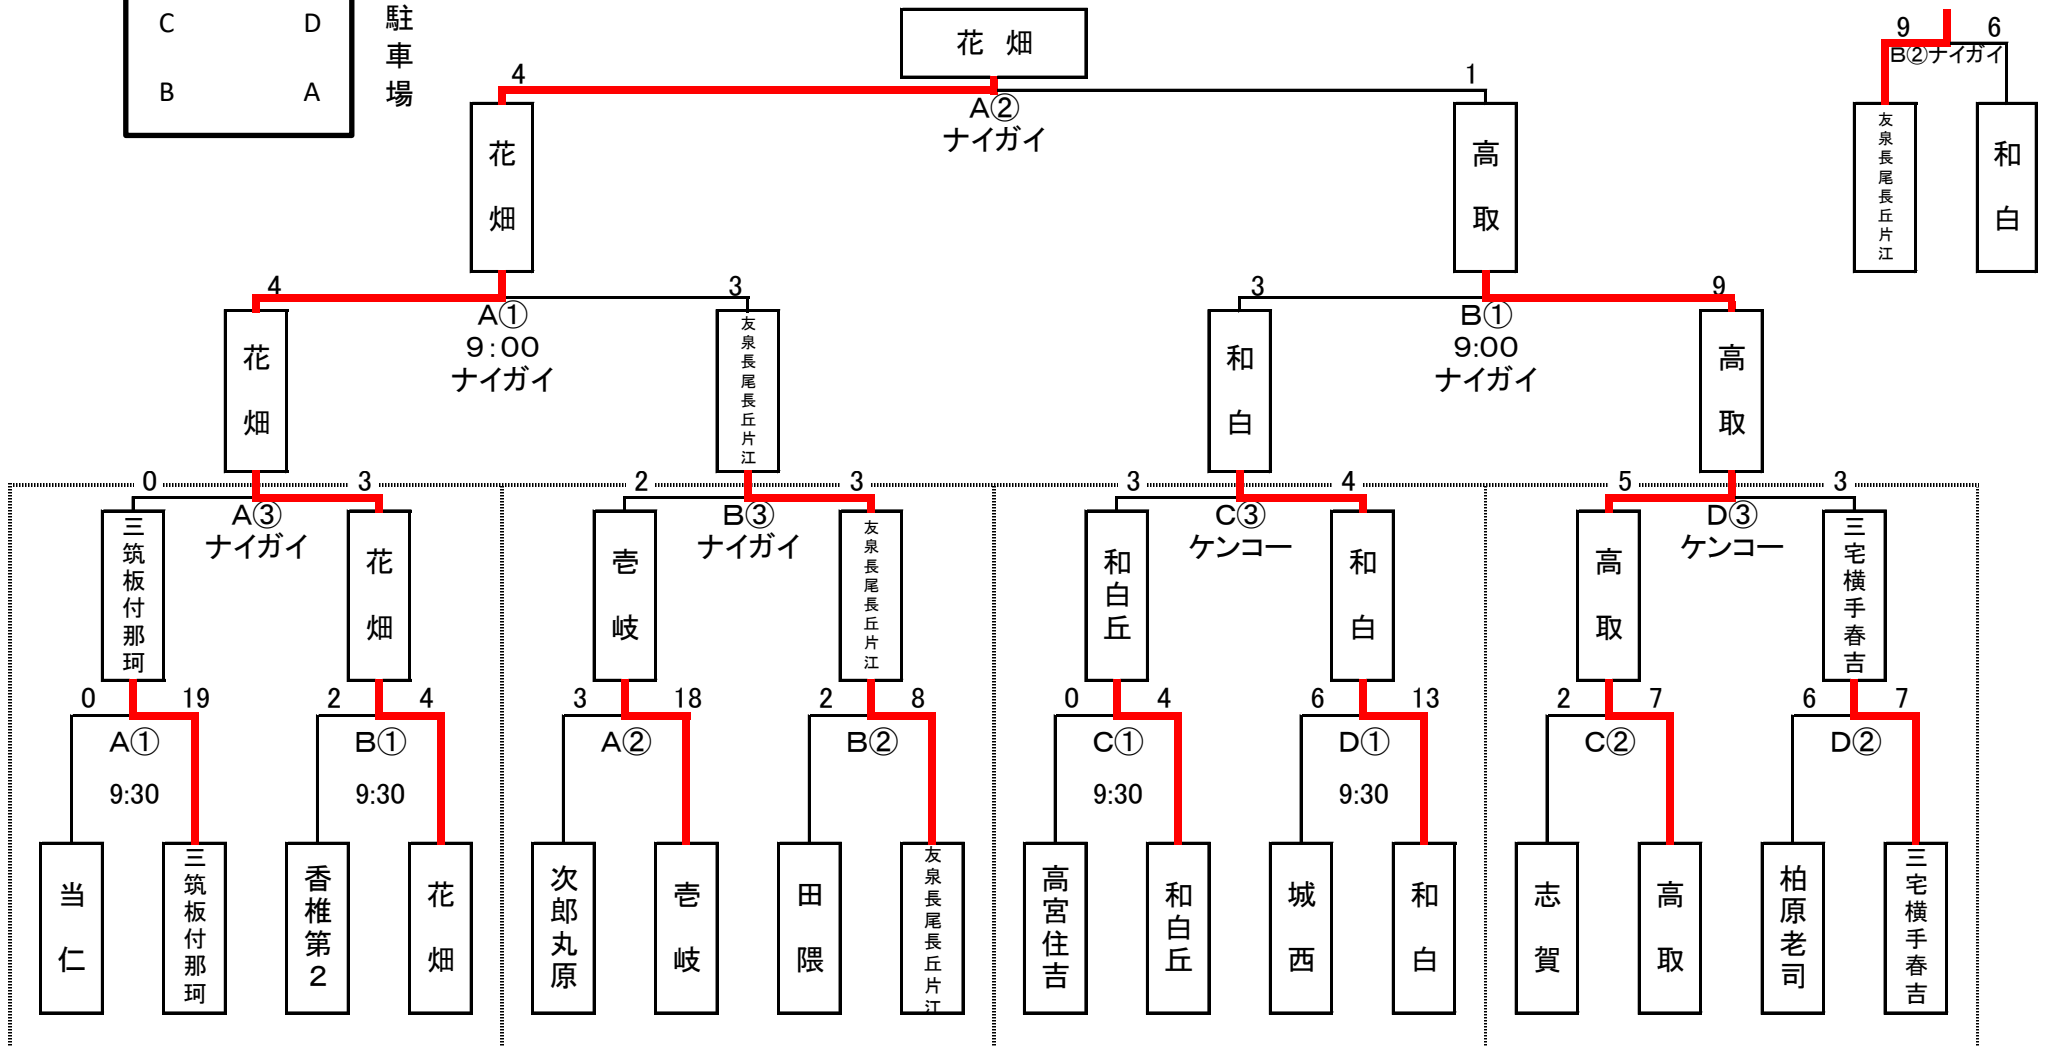 C D
B A
駐車場
花 畑
4 1
A②
ナイガイ
花畑
高取
9 6
B②ナイガイ
友泉長尾長丘片江
和白
4 3
A①
9:00
ナイガイ
3 9
B①
9:00
ナイガイ
花畑
友泉長尾長丘片江
和白
高取
0 3
A③
ナイガイ
2 3
B③
ナイガイ
3 4
C③
ケンコー
5 3
D③
ケンコー
三筑板付那珂
花畑
壱岐
友泉長尾長丘片江
和白丘
和白
高取
三宅横手春吉
0 19
A①
9:30
2 4
B①
9:30
3 18
A②
2 8
B②
0 4
C①
9:30
6 13
D①
9:30
2 7
C②
6 7
D②
当仁
三筑板付那珂
香椎第2
花畑
次郎丸原
壱岐
田隈
友泉長尾長丘片江
高宮住吉
和白丘
城西
和白
志賀
高取
柏原老司
三宅横手春吉